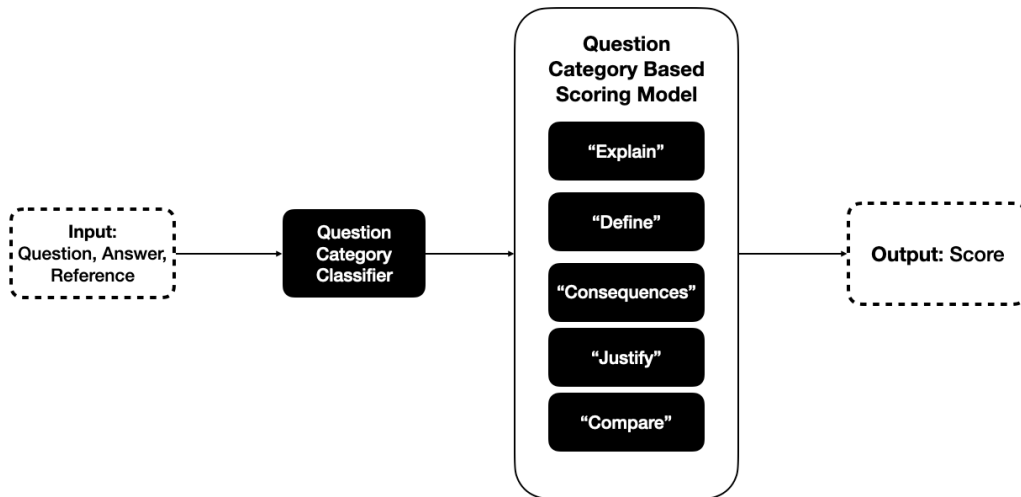 Input:
Question, Answer,
Reference
Question
Category
Classifier
Question
Category Based
Scoring Model
“Explain”
“Define”
“Consequences”
“Justify”
“Compare”
Output: Score